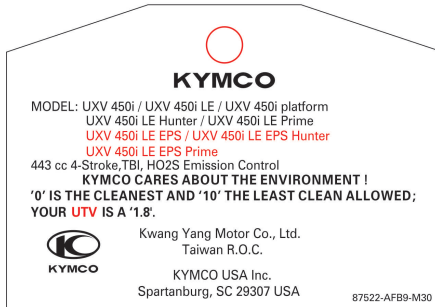 KYMCO
MODEL: UXV 450i / UXV 450i LE / UXV 450i platform
UXV 450i LE Hunter / UXV 450i LE Prime
UXV 450i LE EPS / UXV 450i LE EPS Hunter
UXV 450i LE EPS Prime
443 cc 4-Stroke,TBI, HO2S Emission Control
KYMCO CARES ABOUT THE ENVIRONMENT !
'0' IS THE CLEANEST AND '10' THE LEAST CLEAN ALLOWED;
YOUR UTV IS A '1.8'.
Kwang Yang Motor Co., Ltd.
Taiwan R.O.C.
KYMCO
KYMCO USA Inc.
Spartanburg, SC 29307 USA
87522-AFB9-M30